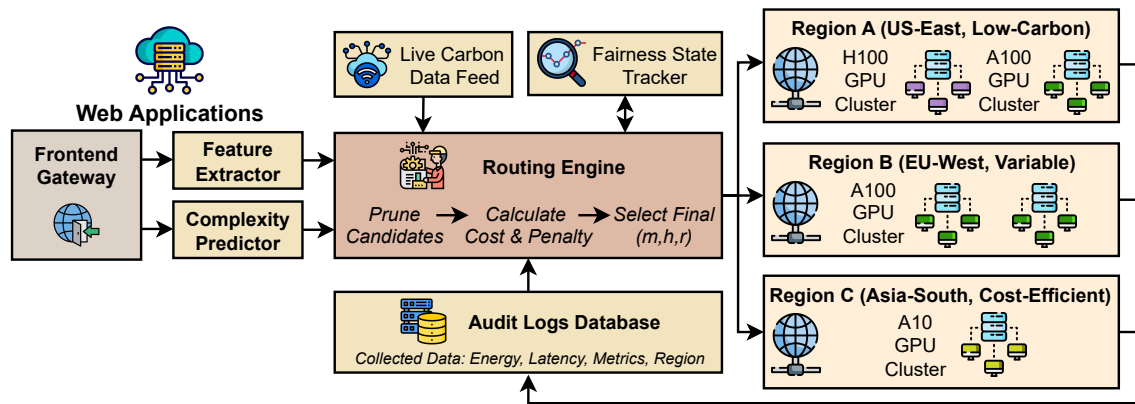 Web Applications
Frontend
Gateway
Feature
Extractor
Complexity
Predictor
Live Carbon
Data Feed
Fairness State
Tracker
Routing Engine
Prune
Candidates
Calculate
Cost & Penalty
Select Final
(m,h,r)
Audit Logs Database
Collected Data: Energy, Latency, Metrics, Region
Region A (US-East, Low-Carbon)
H100
GPU
Cluster
A100
GPU
Cluster
Region B (EU-West, Variable)
A100
GPU
Cluster
Region C (Asia-South, Cost-Efficient)
A10
GPU
Cluster